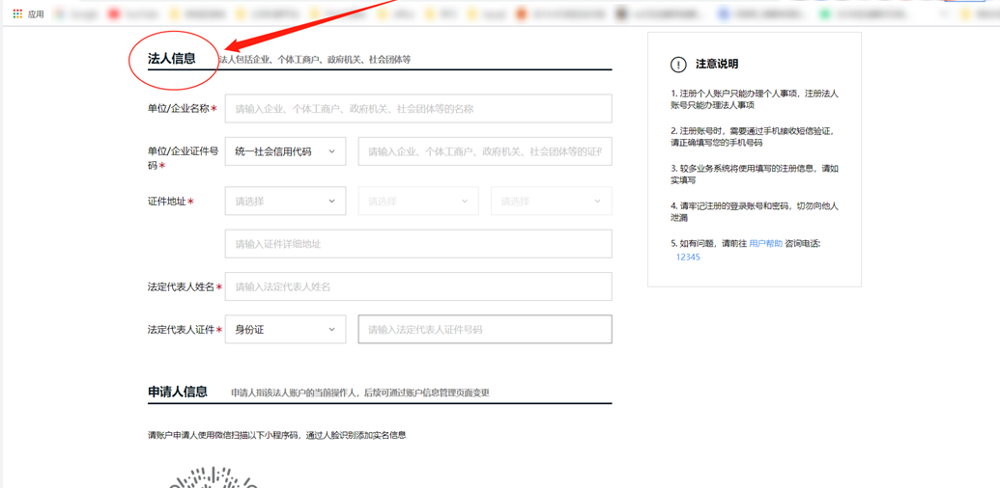 应用
法人信息
法人包括企业、个体工商户、政府机关、社会团体等
单位/企业名称*
请输入企业、个体工商户、政府机关、社会团体等的名称
单位/企业证件号
码*
统一社会信用代码
请输入企业、个体工商户、政府机关、社会团体等的证件
证件地址*
请选择
请选择
请选择
请输入证件详细地址
法定代表人姓名*
请输入法定代表人姓名
法定代表人证件*
身份证
请输入法定代表人证件号码
申请人信息
申请人指该法人账户的当前操作人，后续可通过账户信息管理页面变更
请账户申请人使用微信扫描以下小程序码，通过人脸识别添加实名信息
注意说明
1. 注册个人账户只能办理个人事项，注册法人
账号只能办理法人事项
2. 注册账号时，需要通过手机接收短信验证，
请正确填写您的手机号码
3. 较多业务系统将使用填写的注册信息，请如
实填写
4. 请牢记注册的登录账号和密码，切勿向他人
泄漏
5. 如有问题，请前往 用户帮助 咨询电话:
12345